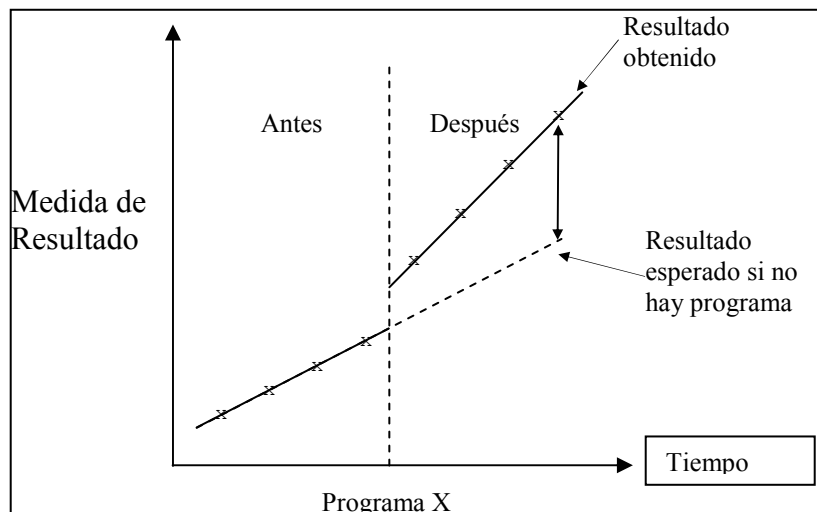 Resultado
obtenido
Antes
Después
Medida de
Resultado
x
x
x
x
x
x
x
x
Resultado
esperado si no
hay programa
Tiempo
Programa X